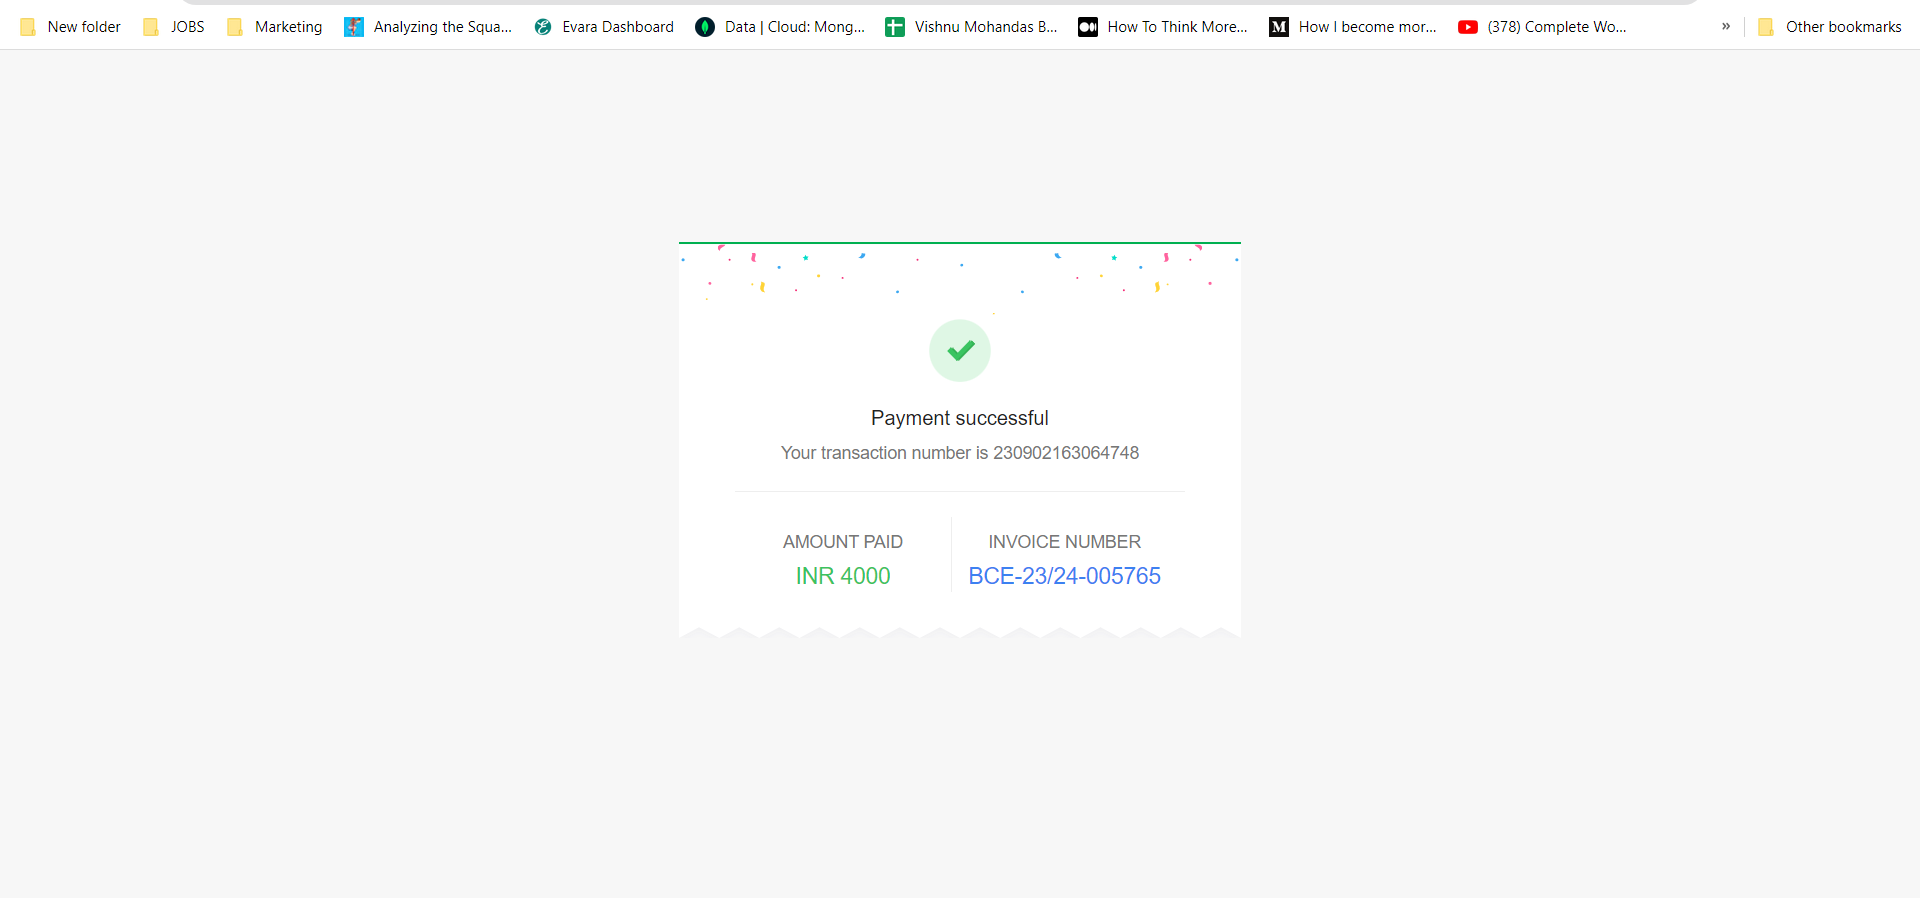 New folder JOBS Marketing Analyzing the Squa... Evara Dashboard Data | Cloud: Mong... Vishnu Mohandas B... How To Think More... M How I become mor... (378) Complete Wo... » Other bookmarks
Payment successful
Your transaction number is 230902163064748
AMOUNT PAID INVOICE NUMBER
INR 4000 BCE-23/24-005765